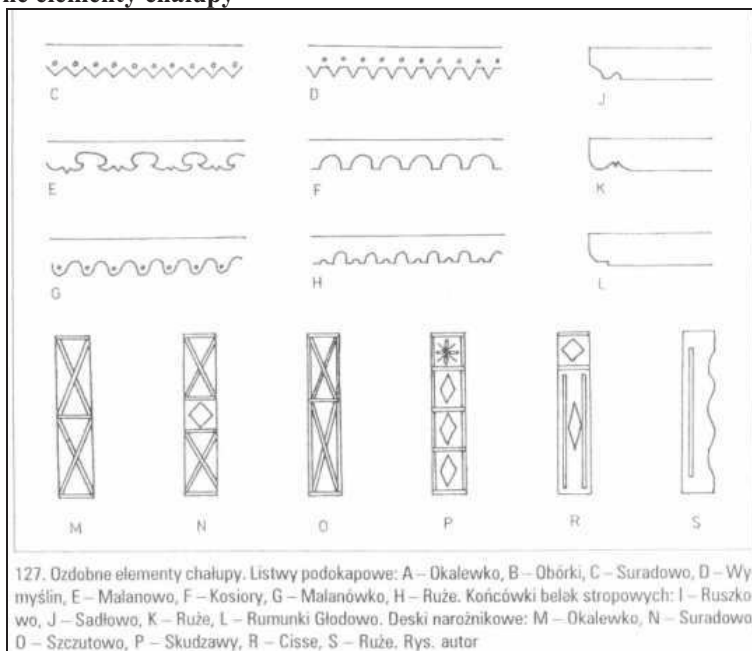 ne elementy chałupy
C D J
E F K
G H L
M N O P R S
127. Ozdobne elementy chałupy. Listwy podokapowe: A – Okalewko, B – Obórki, C – Suradowo, D – Wy
myślin, E – Malanowo, F – Kosiory, G – Malanówko, H – Ruże. Końcówki belek stropowych: I – Ruszko
wo, J – Sadłowo, K – Ruże, L – Rumunki Głodowo. Deski narożnikowe: M – Okalewko, N – Suradowo
O – Szczutowo, P – Skudzawy, R – Cisse, S – Ruże. Rys. autor